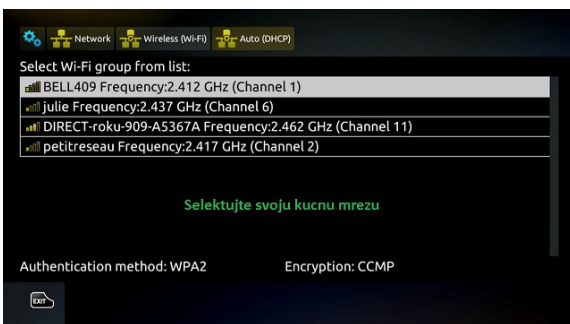 Network Wireless (Wi-Fi) Auto (DHCP)
Select Wi-Fi group from list:
BELL409 Frequency:2.412 GHz (Channel 1)
julie Frequency:2.437 GHz (Channel 6)
DIRECT-roku-909-A5367A Frequency:2.462 GHz (Channel 11)
petitreseau Frequency:2.417 GHz (Channel 2)
Selektujte svoju kucnu mrezu
Authentication method: WPA2 Encryption: CCMP
EXIT